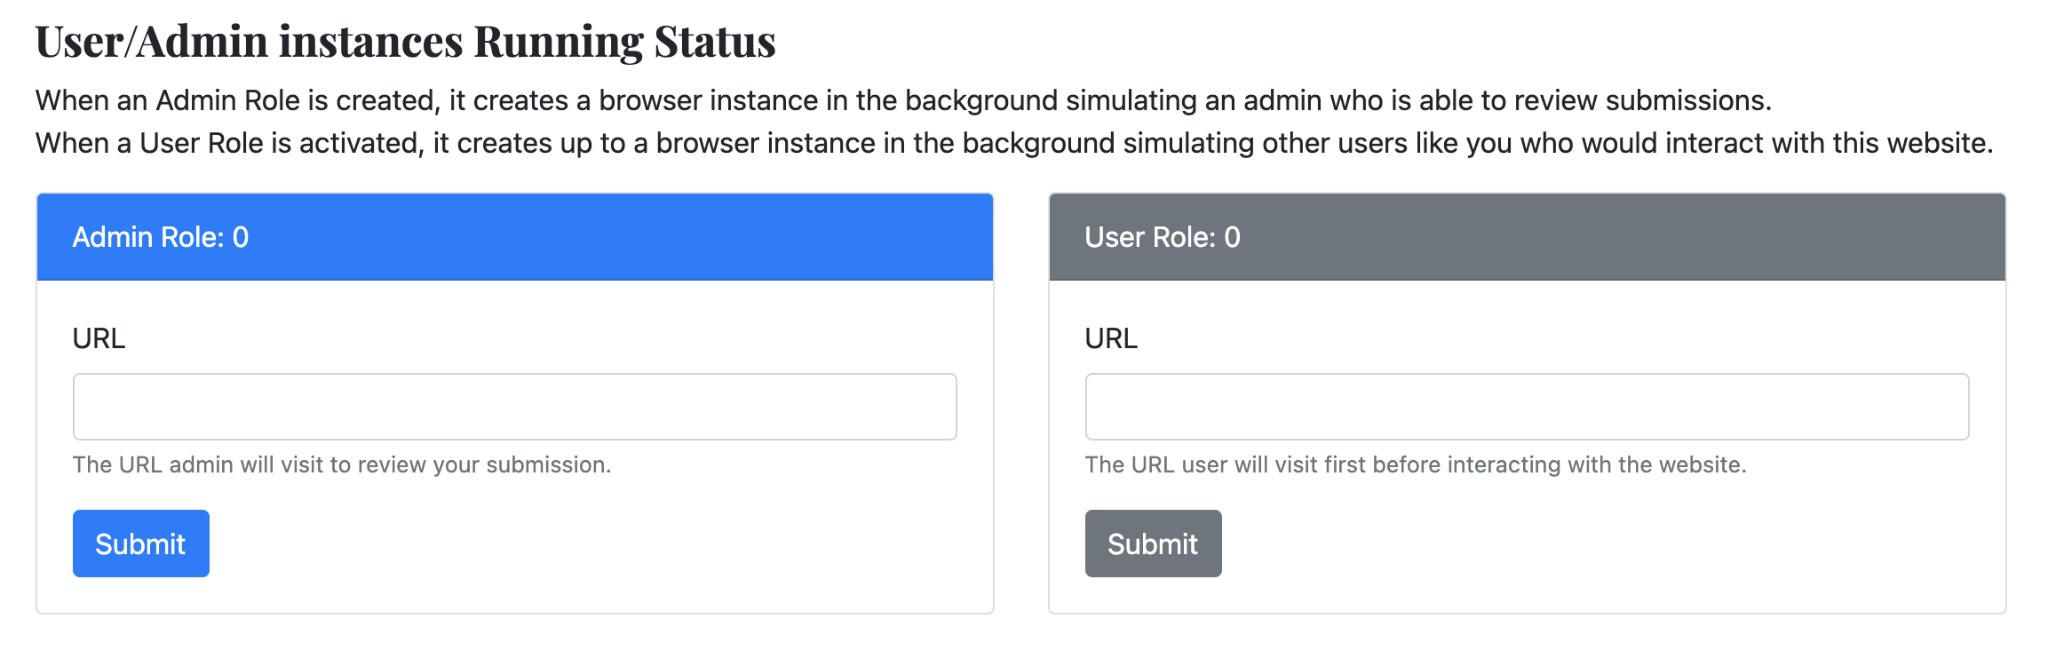 User/Admin instances Running Status
When an Admin Role is created, it creates a browser instance in the background simulating an admin who is able to review submissions.
When a User Role is activated, it creates up to a browser instance in the background simulating other users like you who would interact with this website.
Admin Role: 0
URL
The URL admin will visit to review your submission.
Submit
User Role: 0
URL
The URL user will visit first before interacting with the website.
Submit